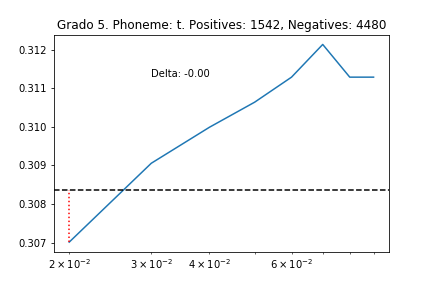 Grado 5. Phoneme: t. Positives: 1542, Negatives: 4480
0.312
Delta: -0.00
0.311
0.310
0.309
0.308
0.307
2 × 10⁻² 3 × 10⁻² 4 × 10⁻² 6 × 10⁻²